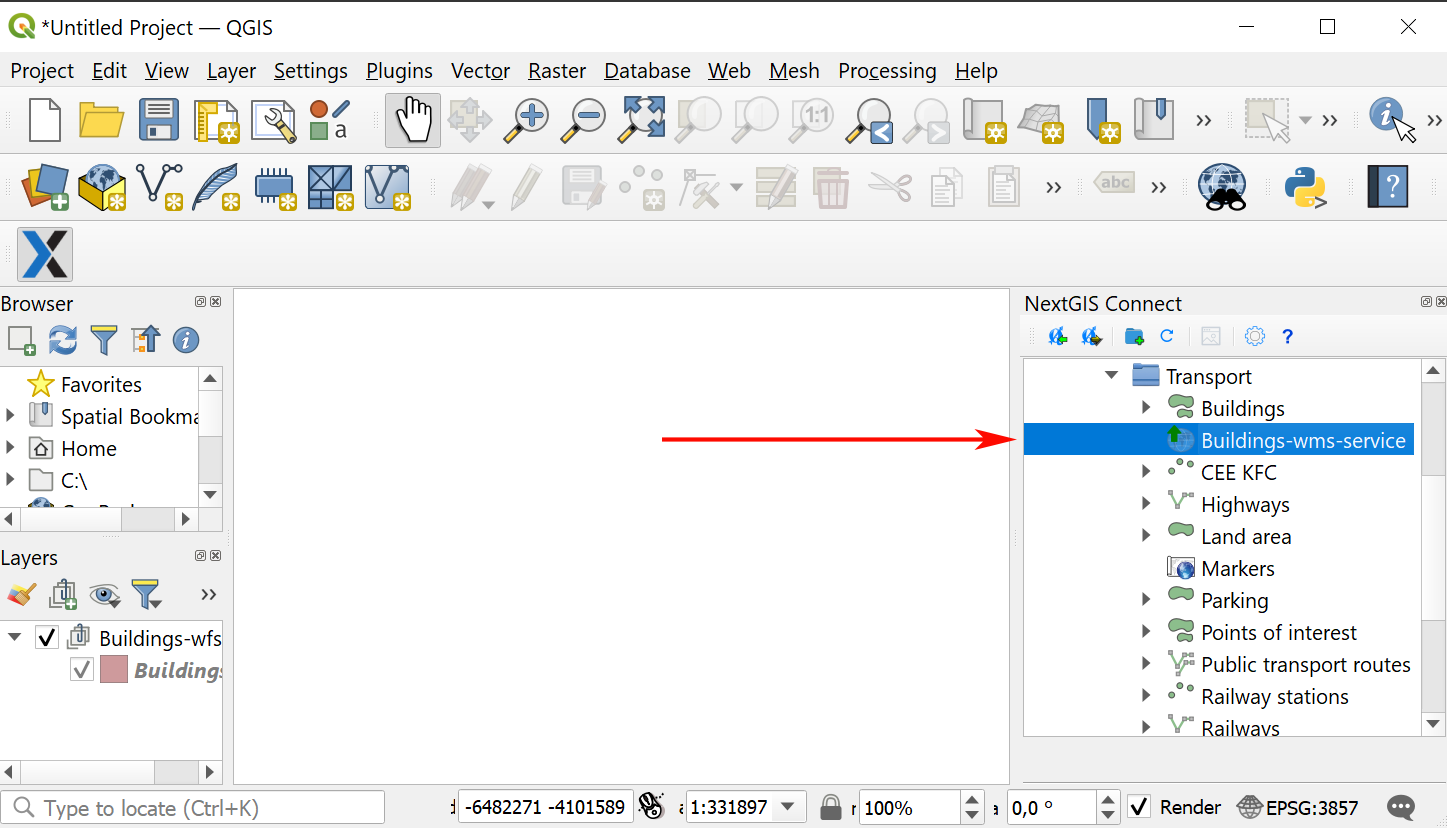 *Untitled Project — QGIS
Project Edit View Layer Settings Plugins Vector Raster Database Web Mesh Processing Help
a 1:1
abc ?
Browser
Favorites
Spatial Bookma
Home
C:\
Layers
Buildings-wfs
Buildings
NextGIS Connect
?
Transport
Buildings
Buildings-wms-service
CEE KFC
Highways
Land area
Markers
Parking
Points of interest
Public transport routes
Railway stations
Railways
Type to locate (Ctrl+K) -6482271 -4101589 a 1:331897 100% a 0,0 ° Render EPSG:3857